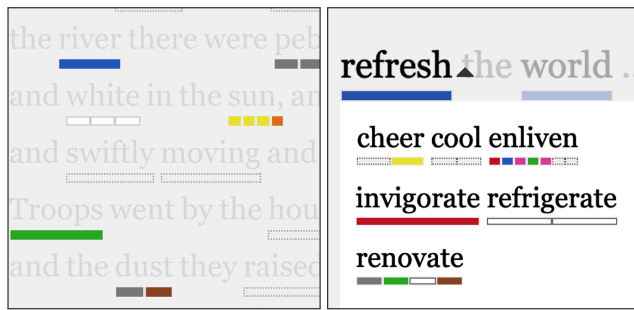 the river there were peb
and white in the sun, an
and swiftly moving and
Troops went by the hou
and the dust they raised
refresh the world ..
cheer cool enliven
invigorate refrigerate
renovate